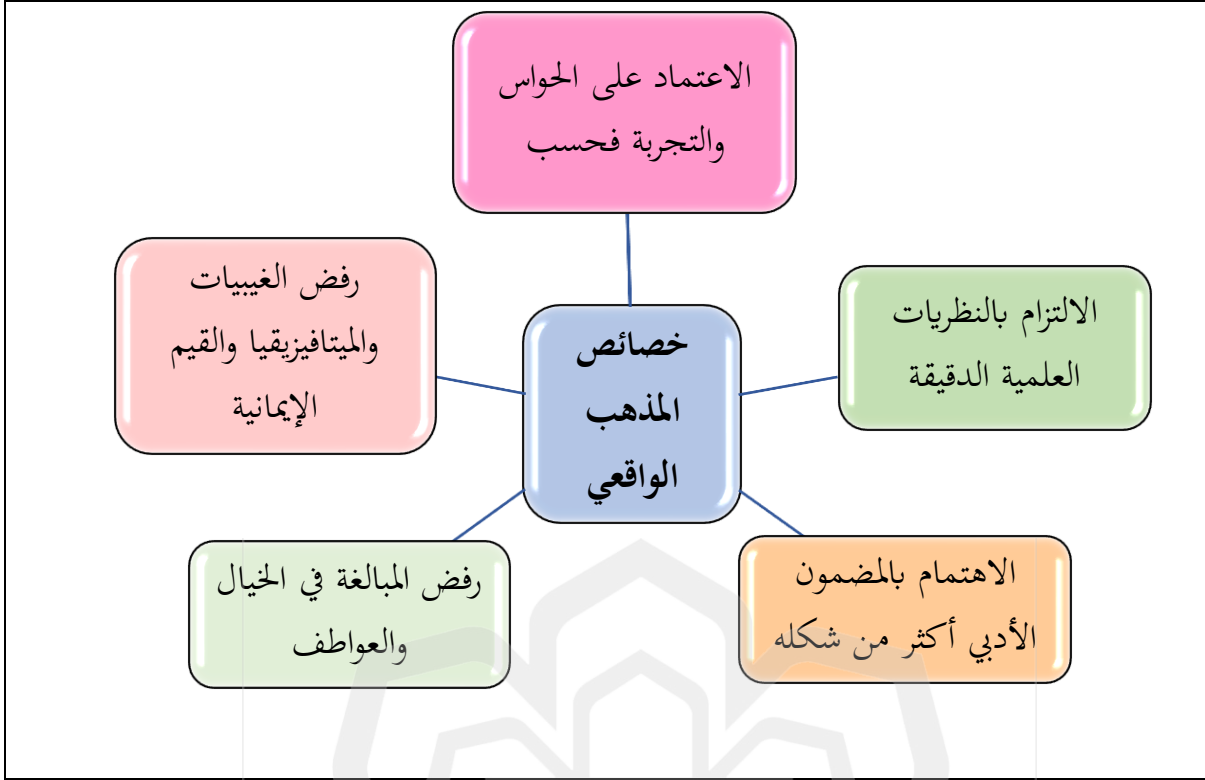 الاعتماد على الحواس
والتجربة فحسب
الالتزام بالنظريات
العلمية الدقيقة
رفض الغيبيات
والميتافيزيقيا والقيم
الإيمانية
خصائص
المذهب
الواقعي
الاهتمام بالمضمون
الأدبي أكثر من شكله
رفض المبالغة في الخيال
والعواطف